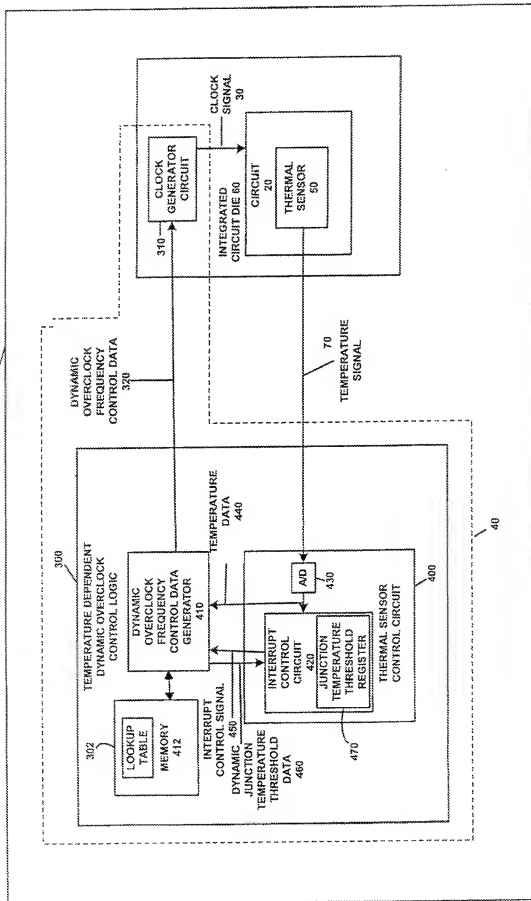 300
TEMPERATURE DEPENDENT
DYNAMIC OVERCLOCK
CONTROL LOGIC
302
LOOKUP
TABLE
MEMORY
412
DYNAMIC
OVERCLOCK
FREQUENCY
CONTROL DATA
GENERATOR
410
INTERRUPT CONTROL SIGNAL
450
DYNAMIC
JUNCTION
TEMPERATURE
THRESHOLD
DATA
460
TEMPERATURE
DATA
440
INTERRUPT
CONTROL
CIRCUIT
420
JUNCTION
TEMPERATURE
THRESHOLD
REGISTER
470
A/D
430
THERMAL SENSOR
CONTROL CIRCUIT
400
40
DYNAMIC
OVERCLOCK
FREQUENCY
CONTROL DATA
320
70
TEMPERATURE
SIGNAL
CLOCK
GENERATOR
CIRCUIT
310
CLOCK
SIGNAL
30
INTEGRATED
CIRCUIT DIE 60
CIRCUIT
20
THERMAL
SENSOR
50